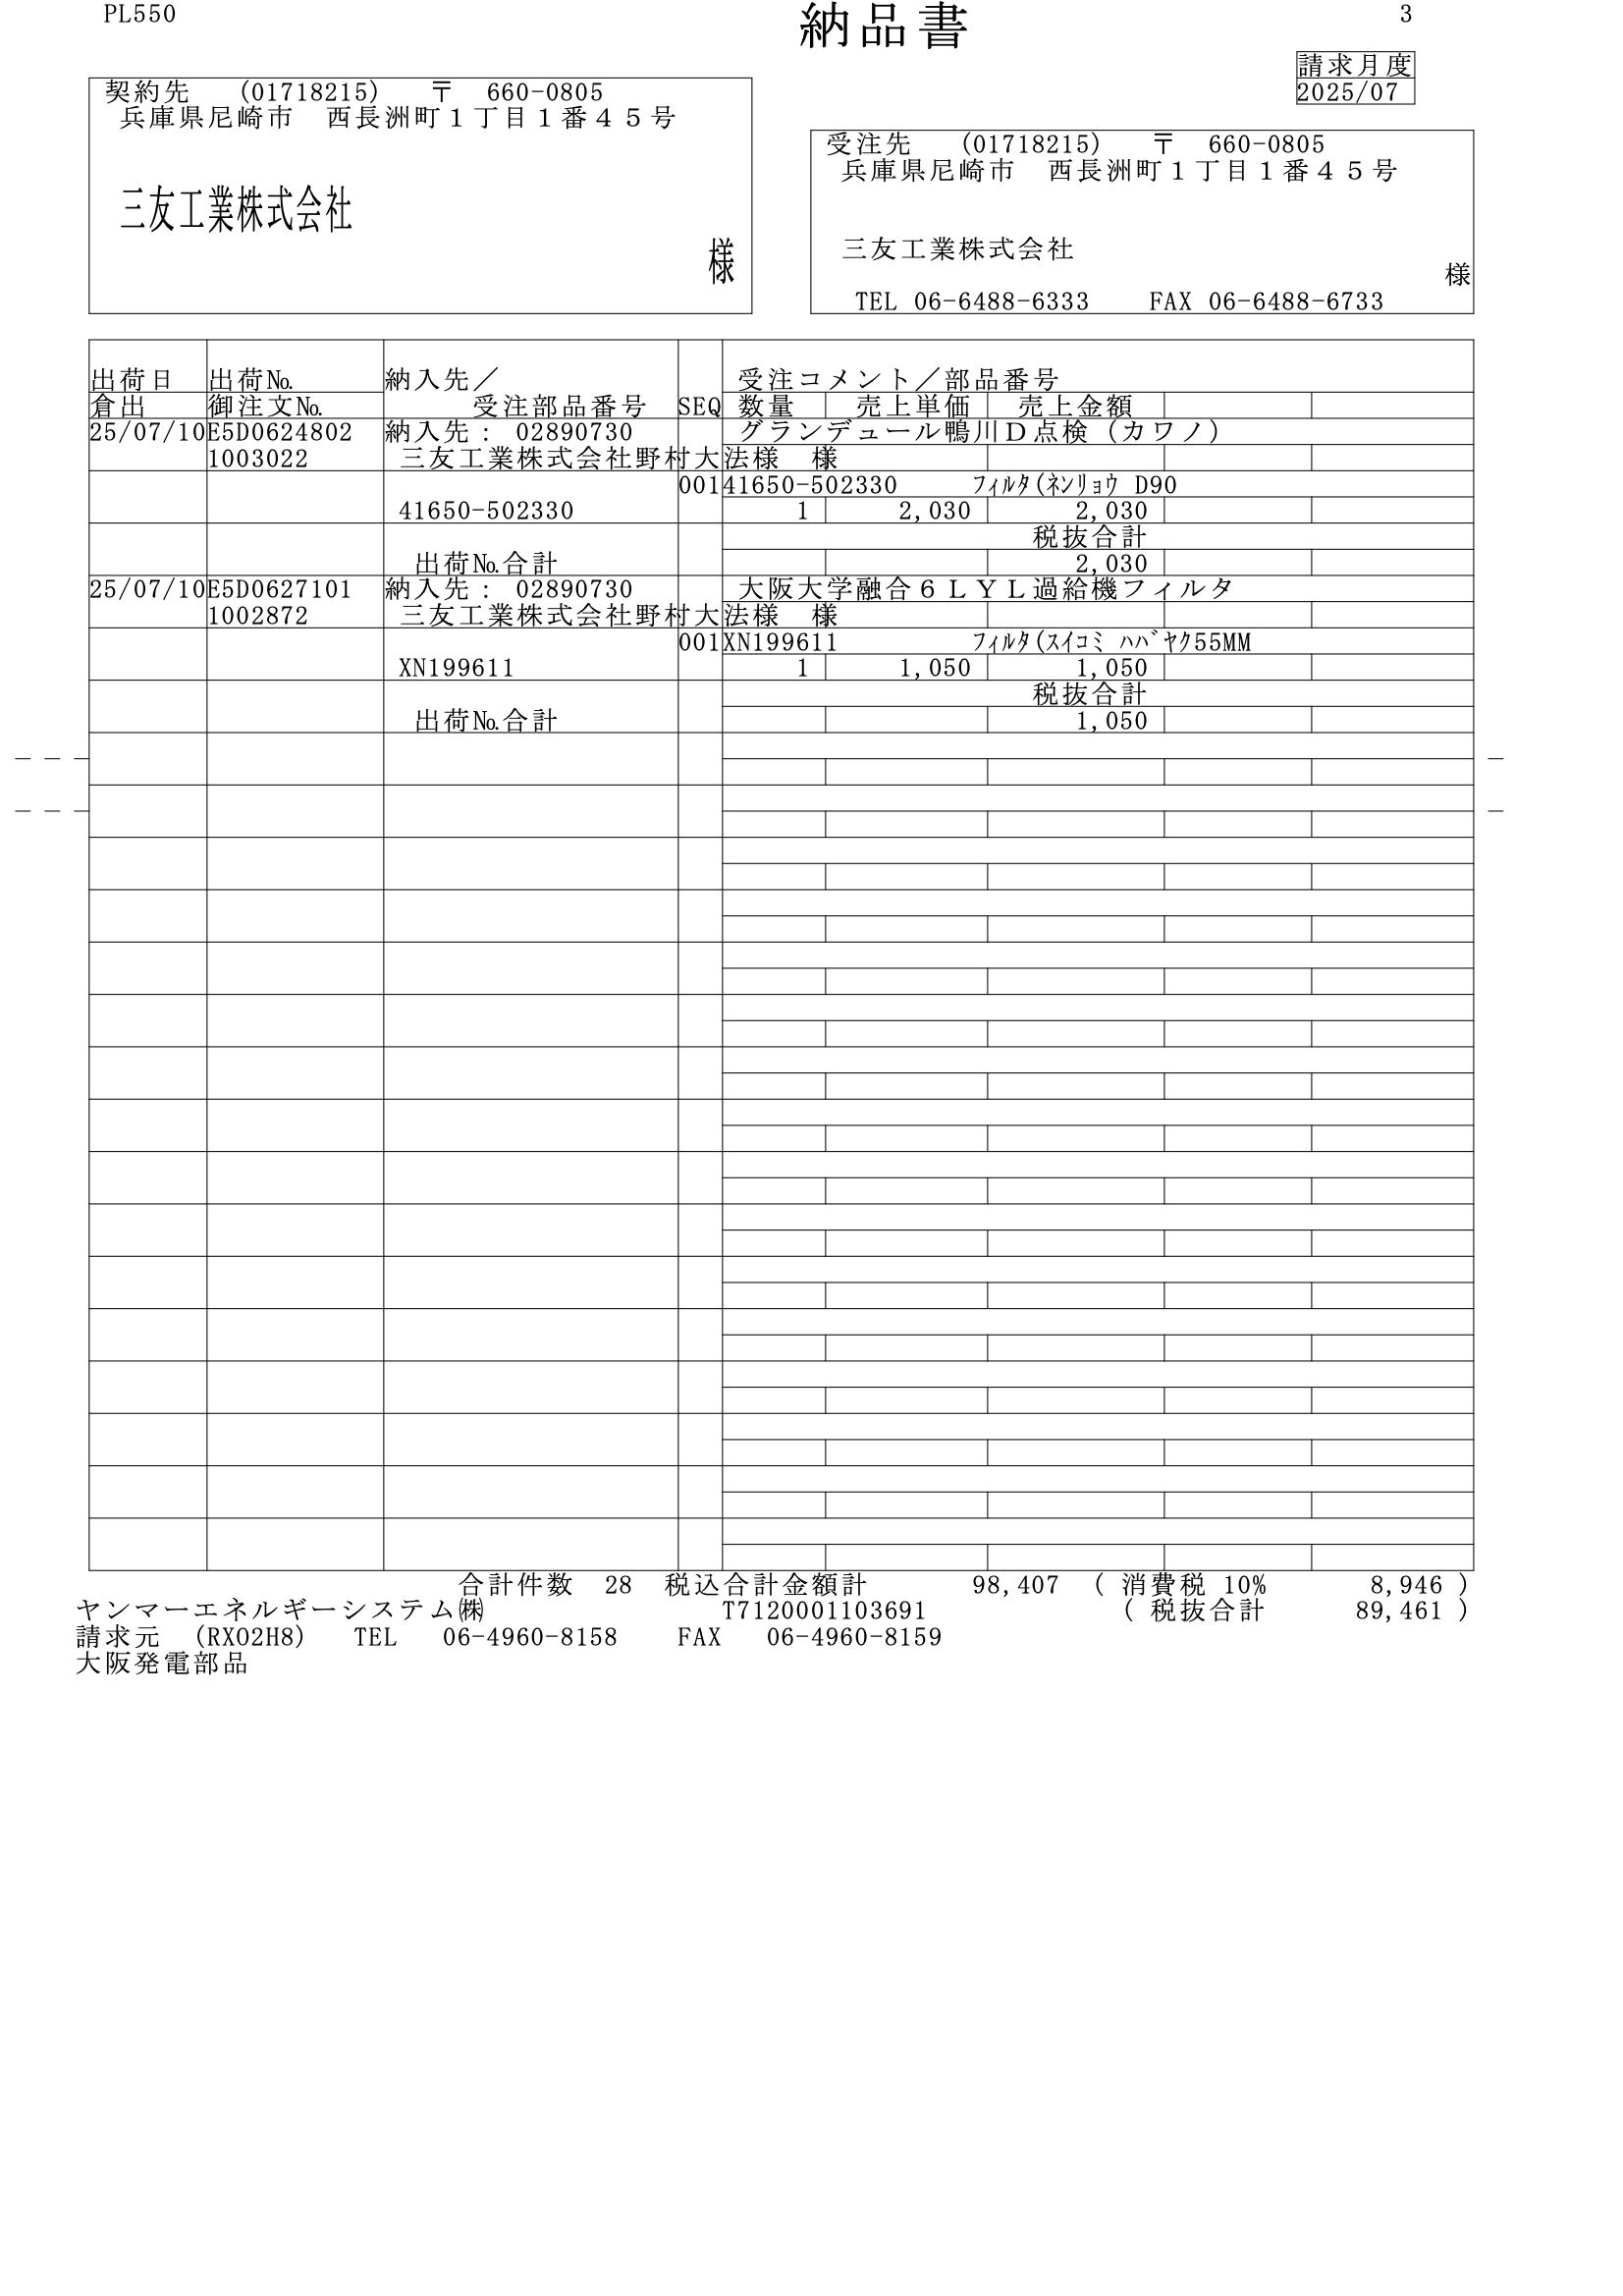 PL550 納品書 3
請求月度
2025/07
契約先 (01718215) 〒 660-0805
兵庫県尼崎市 西長洲町１丁目１番４５号
三友工業株式会社
様
受注先 (01718215) 〒 660-0805
兵庫県尼崎市 西長洲町１丁目１番４５号
三友工業株式会社
様
TEL 06-6488-6333 FAX 06-6488-6733
出荷日 出荷№ 納入先／ 受注コメント／部品番号
倉出 御注文№ 受注部品番号 SEQ 数量 売上単価 売上金額
25/07/10 E5D0624802 納入先： 02890730 グランデュール鴨川Ｄ点検（カワノ）
1003022 三友工業株式会社野村大法様 様
001 41650-502330 ﾌｨﾙﾀ(ﾈﾝﾘｮｳ D90
41650-502330 1 2,030 2,030
税抜合計
出荷№合計 2,030
25/07/10 E5D0627101 納入先： 02890730 大阪大学融合６ＬＹＬ過給機フィルタ
1002872 三友工業株式会社野村大法様 様
001 XN199611 ﾌｨﾙﾀ(ｽｲｺﾐ ﾊﾊﾞﾔｸ55MM
XN199611 1 1,050 1,050
税抜合計
出荷№合計 1,050
合計件数 28 税込合計金額計 98,407 ( 消費税 10% 8,946 )
ヤンマーエネルギーシステム㈱ T7120001103691 ( 税抜合計 89,461 )
請求元 (RX02H8) TEL 06-4960-8158 FAX 06-4960-8159
大阪発電部品